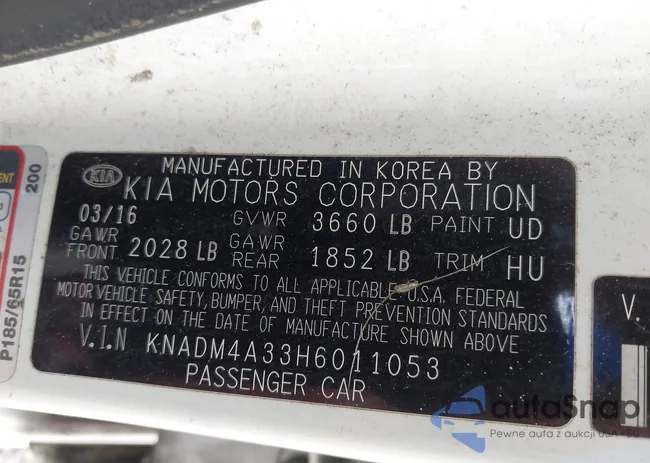 MANUFACTURED IN KOREA BY
KIA KIA MOTORS CORPORATION
03/16 GVWR 3660 LB PAINT UD
GAWR FRONT 2028 LB GAWR REAR 1852 LB TRIM HU
THIS VEHICLE CONFORMS TO ALL APPLICABLE U.S.A. FEDERAL
MOTOR VEHICLE SAFETY, BUMPER, AND THEFT PREVENTION STANDARDS
IN EFFECT ON THE DATE OF MANUFACTURE SHOWN ABOVE
V.I.N KNADM4A33H6011053
PASSENGER CAR
200
P185/65R15
V.
autoSnap
Pewne auta z aukcji USA - EU